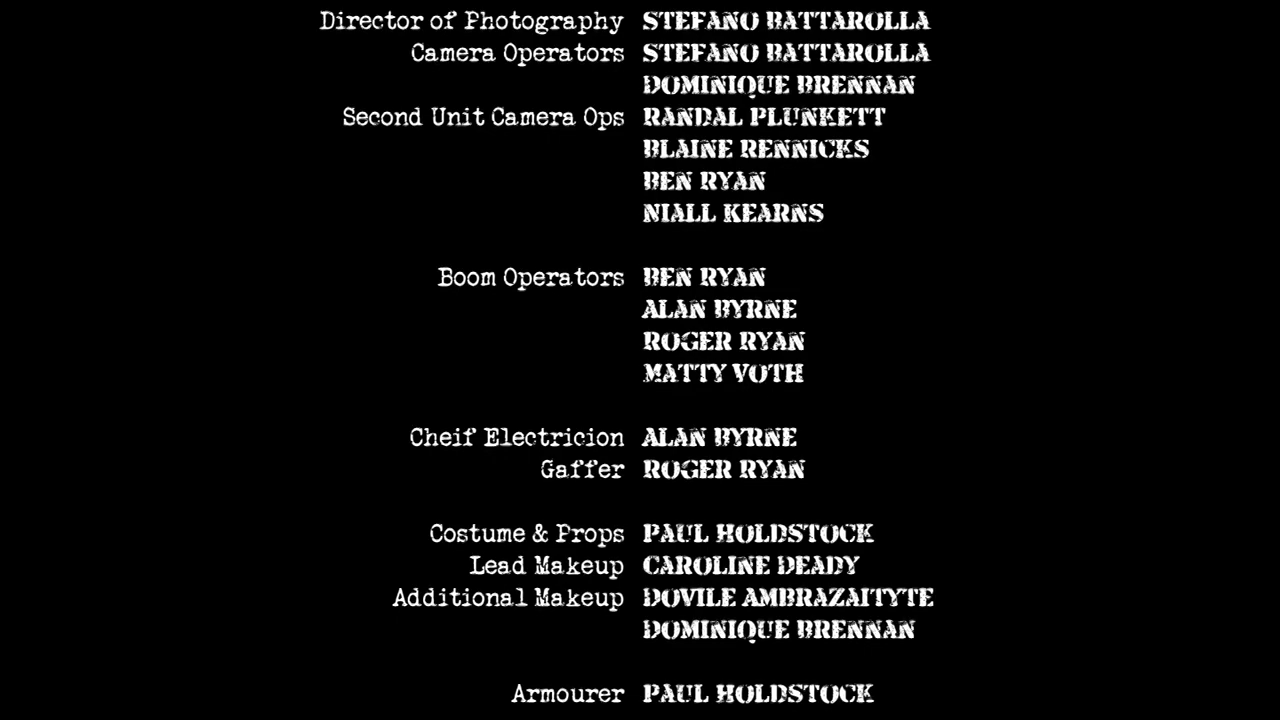 Director of Photography STEFANO BATTAROLLA
Camera Operators STEFANO BATTAROLLA
DOMINIQUE BRENNAN
Second Unit Camera Ops RANDAL PLUNKETT
BLAINE RENNICKS
BEN RYAN
NIALL KEARNS
Boom Operators BEN RYAN
ALAN BYRNE
ROGER RYAN
MATTY VOTH
Cheif Electricion ALAN BYRNE
Gaffer ROGER RYAN
Costume & Props PAUL HOLDSTOCK
Lead Makeup CAROLINE DEADY
Additional Makeup DOVILE AMBRAZAITYTE
DOMINIQUE BRENNAN
Armourer PAUL HOLDSTOCK